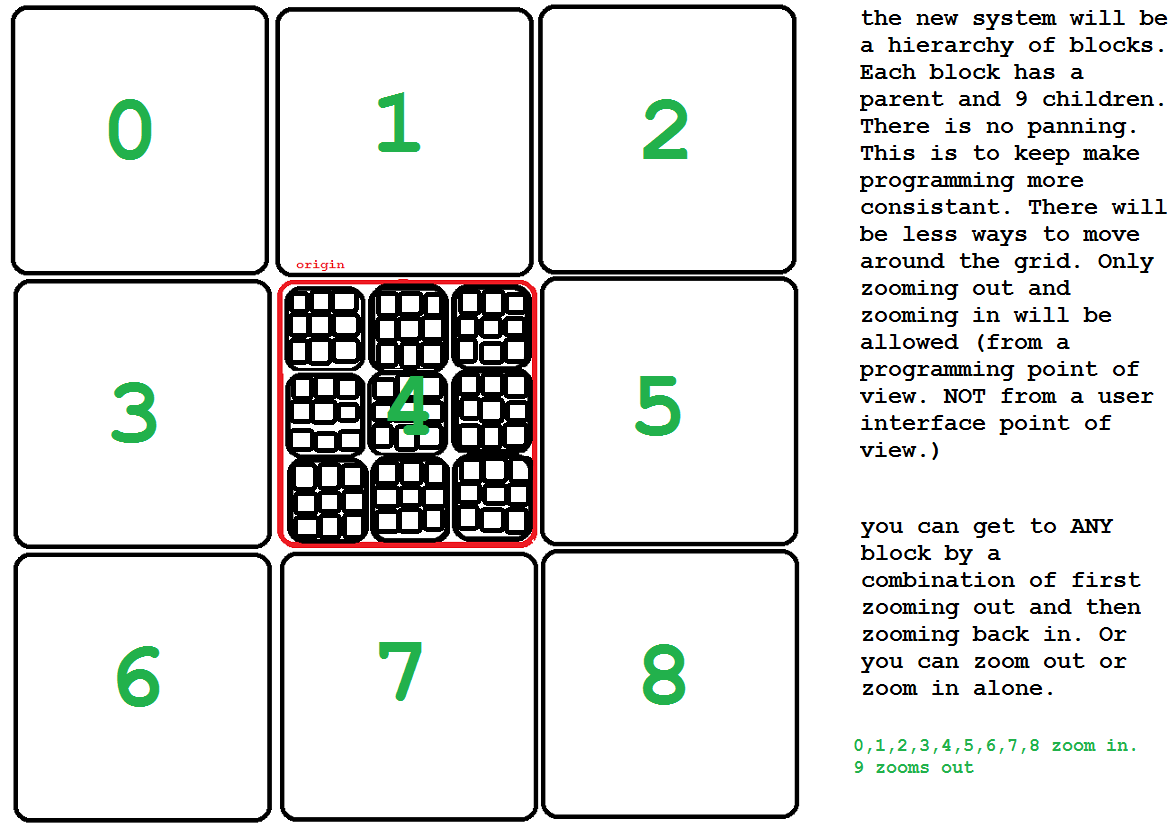 0
1
2
origin
3
4
5
6
7
8
the new system will be
a hierarchy of blocks.
Each block has a
parent and 9 children.
There is no panning.
This is to keep make
programming more
consistant. There will
be less ways to move
around the grid. Only
zooming out and
zooming in will be
allowed (from a
programming point of
view. NOT from a user
interface point of
view.)
you can get to ANY
block by a
combination of first
zooming out and then
zooming back in. Or
you can zoom out or
zoom in alone.
0,1,2,3,4,5,6,7,8 zoom in.
9 zooms out